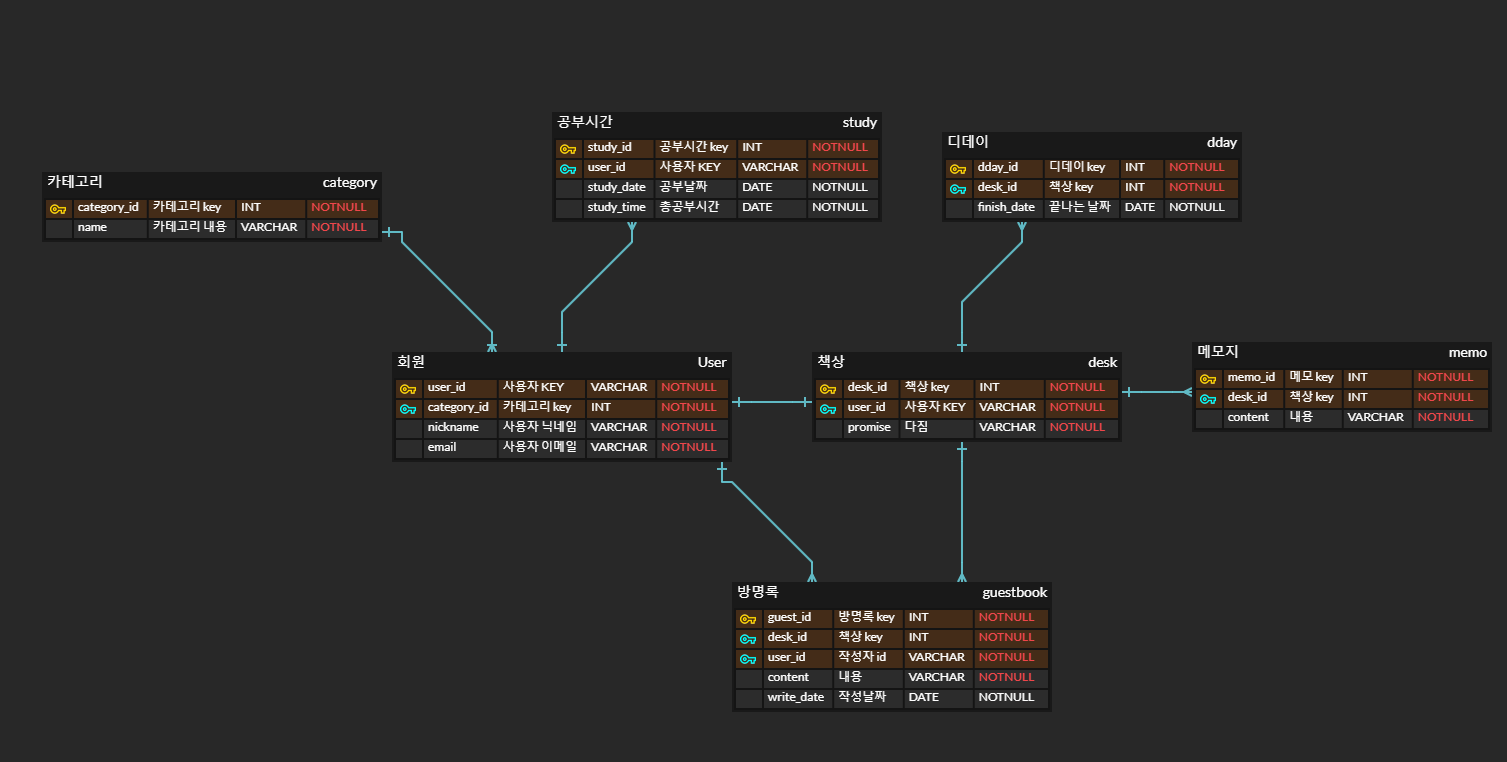 공부시간 study
study_id 공부시간 key INT NOTNULL
user_id 사용자 KEY VARCHAR NOTNULL
study_date 공부날짜 DATE NOTNULL
study_time 총공부시간 DATE NOTNULL
디데이 dday
dday_id 디데이 key INT NOTNULL
desk_id 책상 key INT NOTNULL
finish_date 끝나는 날짜 DATE NOTNULL
카테고리 category
category_id 카테고리 key INT NOTNULL
name 카테고리 내용 VARCHAR NOTNULL
회원 User
user_id 사용자 KEY VARCHAR NOTNULL
category_id 카테고리 key INT NOTNULL
nickname 사용자 닉네임 VARCHAR NOTNULL
email 사용자 이메일 VARCHAR NOTNULL
책상 desk
desk_id 책상 key INT NOTNULL
user_id 사용자 KEY VARCHAR NOTNULL
promise 다짐 VARCHAR NOTNULL
메모지 memo
memo_id 메모 key INT NOTNULL
desk_id 책상 key INT NOTNULL
content 내용 VARCHAR NOTNULL
방명록 guestbook
guest_id 방명록 key INT NOTNULL
desk_id 책상 key INT NOTNULL
user_id 작성자 id VARCHAR NOTNULL
content 내용 VARCHAR NOTNULL
write_date 작성날짜 DATE NOTNULL